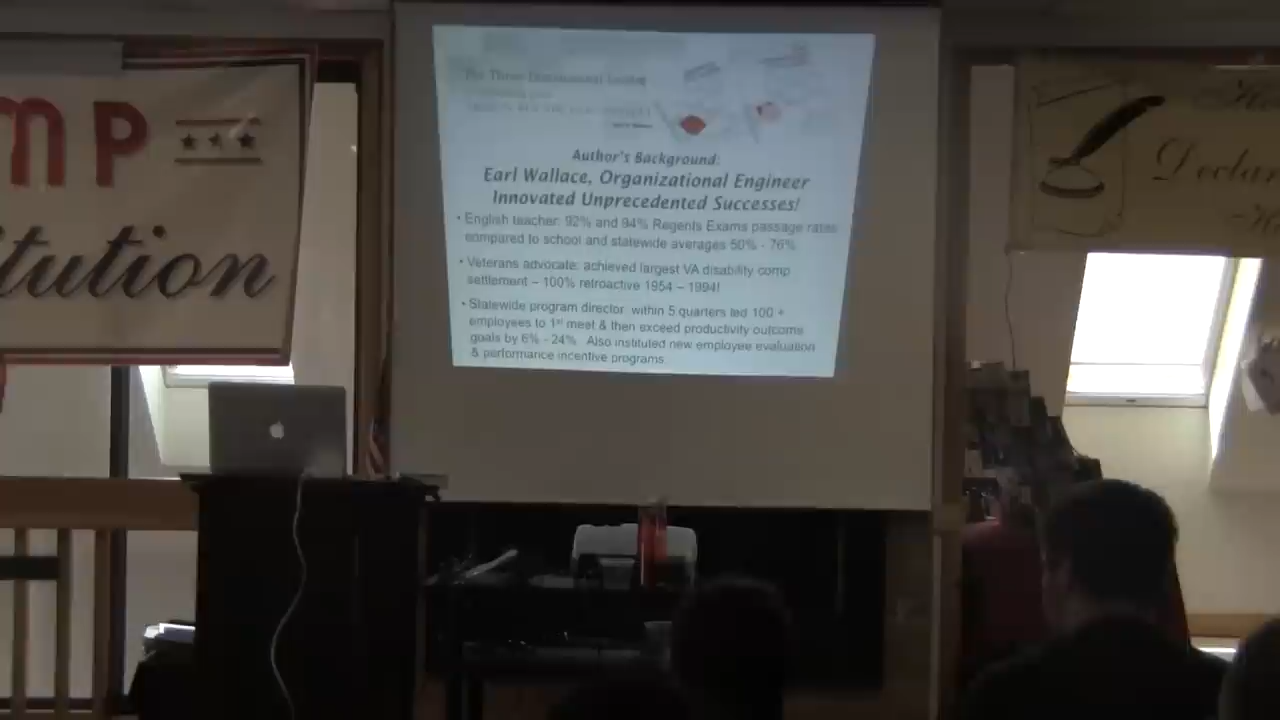 MP
itution
Author's Background:
Earl Wallace, Organizational Engineer
Innovated Unprecedented Successes!
• English teacher: 92% and 94% Regents Exams passage rates
compared to school and statewide averages 50% - 76%
• Veterans advocate: achieved largest VA disability comp
settlement – 100% retroactive 1954 – 1994!
• Statewide program director: within 5 quarters led 100 +
employees to 1st meet & then exceed productivity outcome
goals by 6% - 24%. Also instituted new employee evaluation
& performance incentive programs.
Declar